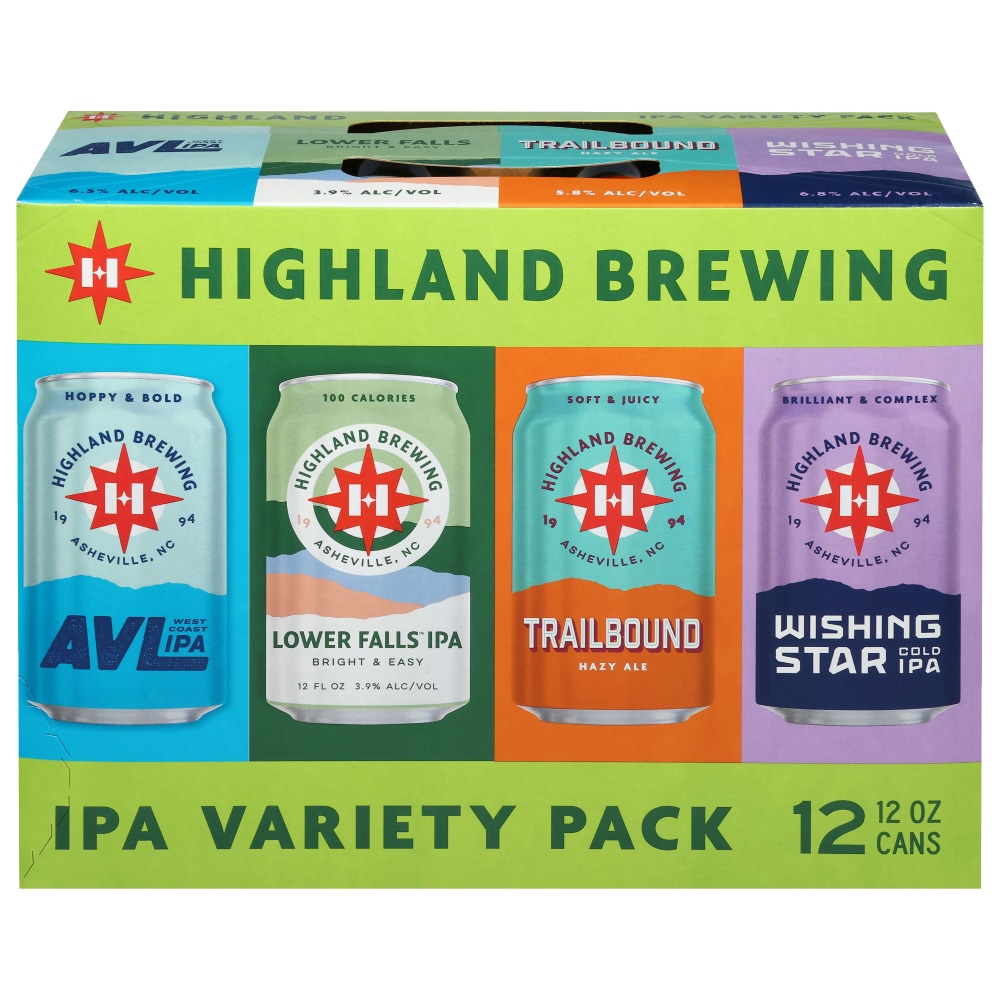 HIGHLAND
IPA VARIETY PACK
AVL WEST COAST IPA
6.5% ALC/VOL
LOWER FALLS
BRIGHT & EASY
3.9% ALC/VOL
TRAILBOUND
HAZY ALE
5.8% ALC/VOL
WISHING
STAR COLD IPA
6.8% ALC/VOL
H HIGHLAND BREWING
HOPPY & BOLD
HIGHLAND BREWING
H
19 94
ASHEVILLE, NC
AVL WEST COAST IPA
100 CALORIES
HIGHLAND BREWING
H
19 94
ASHEVILLE, NC
LOWER FALLS™ IPA
BRIGHT & EASY
12 FL OZ 3.9% ALC/VOL
SOFT & JUICY
HIGHLAND BREWING
H
19 94
ASHEVILLE, NC
TRAILBOUND
HAZY ALE
BRILLIANT & COMPLEX
HIGHLAND BREWING
H
19 94
ASHEVILLE, NC
WISHING
STAR COLD IPA
IPA VARIETY PACK
12 12 OZ CANS